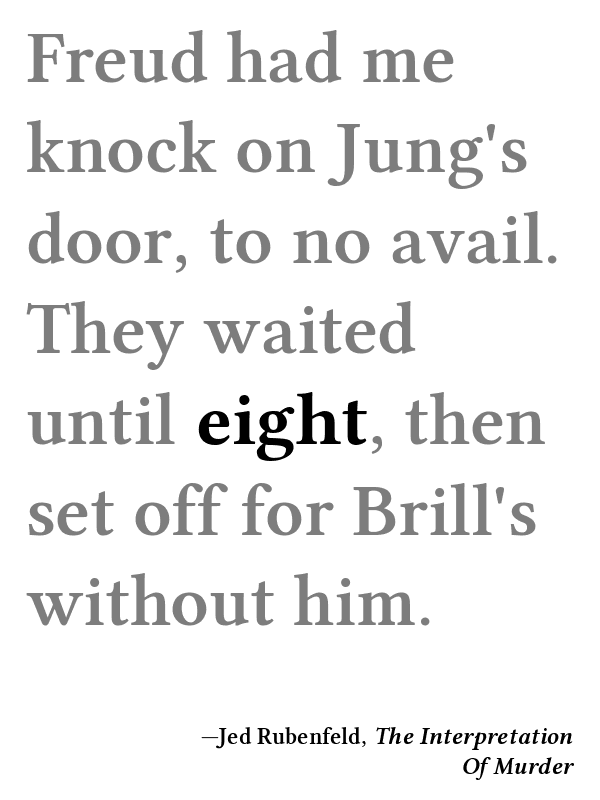 Freud had me
knock on Jung's
door, to no avail.
They waited
until eight, then
set off for Brill's
without him.
—Jed Rubenfeld, The Interpretation
Of Murder